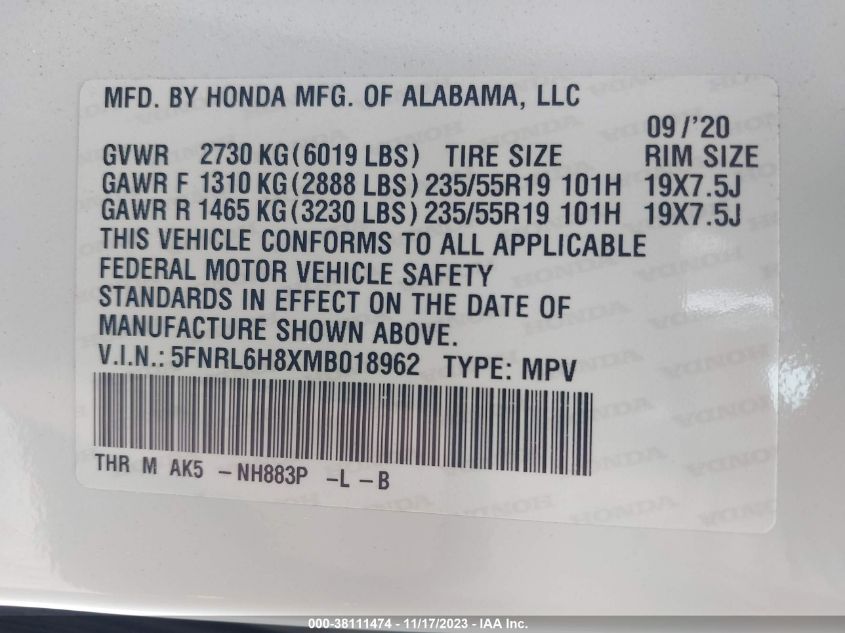 MFD. BY HONDA MFG. OF ALABAMA, LLC
09/'20
GVWR 2730 KG(6019 LBS) TIRE SIZE RIM SIZE
GAWR F 1310 KG(2888 LBS) 235/55R19 101H 19X7.5J
GAWR R 1465 KG(3230 LBS) 235/55R19 101H 19X7.5J
THIS VEHICLE CONFORMS TO ALL APPLICABLE
FEDERAL MOTOR VEHICLE SAFETY
STANDARDS IN EFFECT ON THE DATE OF
MANUFACTURE SHOWN ABOVE.
V.I.N.: 5FNRL6H8XMB018962 TYPE: MPV
THR M AK5 -NH883P -L -B
000-38111474 - 11/17/2023 - IAA Inc.